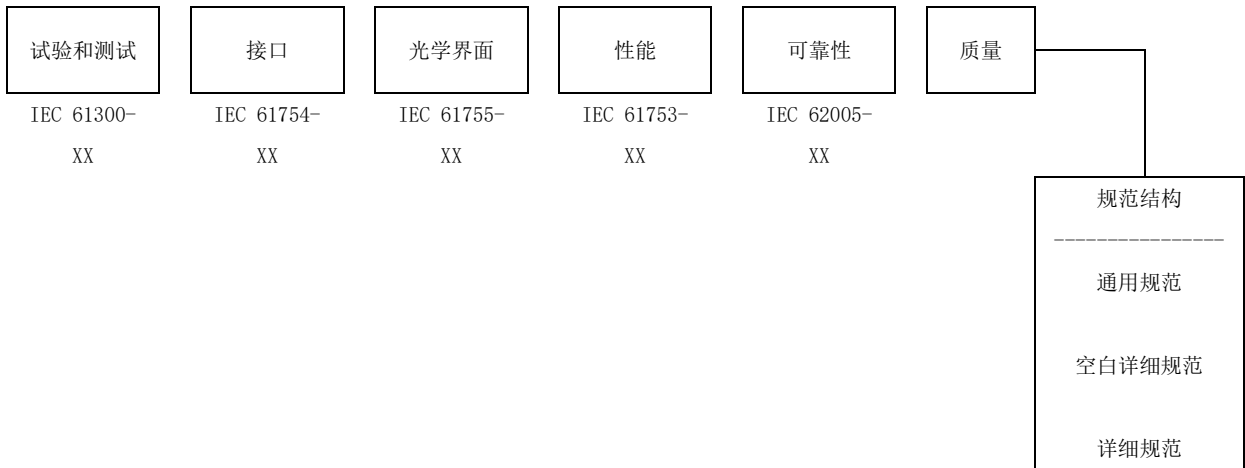 试验和测试
接口
光学界面
性能
可靠性
质量
IEC 61300-
XX
IEC 61754-
XX
IEC 61755-
XX
IEC 61753-
XX
IEC 62005-
XX
规范结构
----------------
通用规范
空白详细规范
详细规范